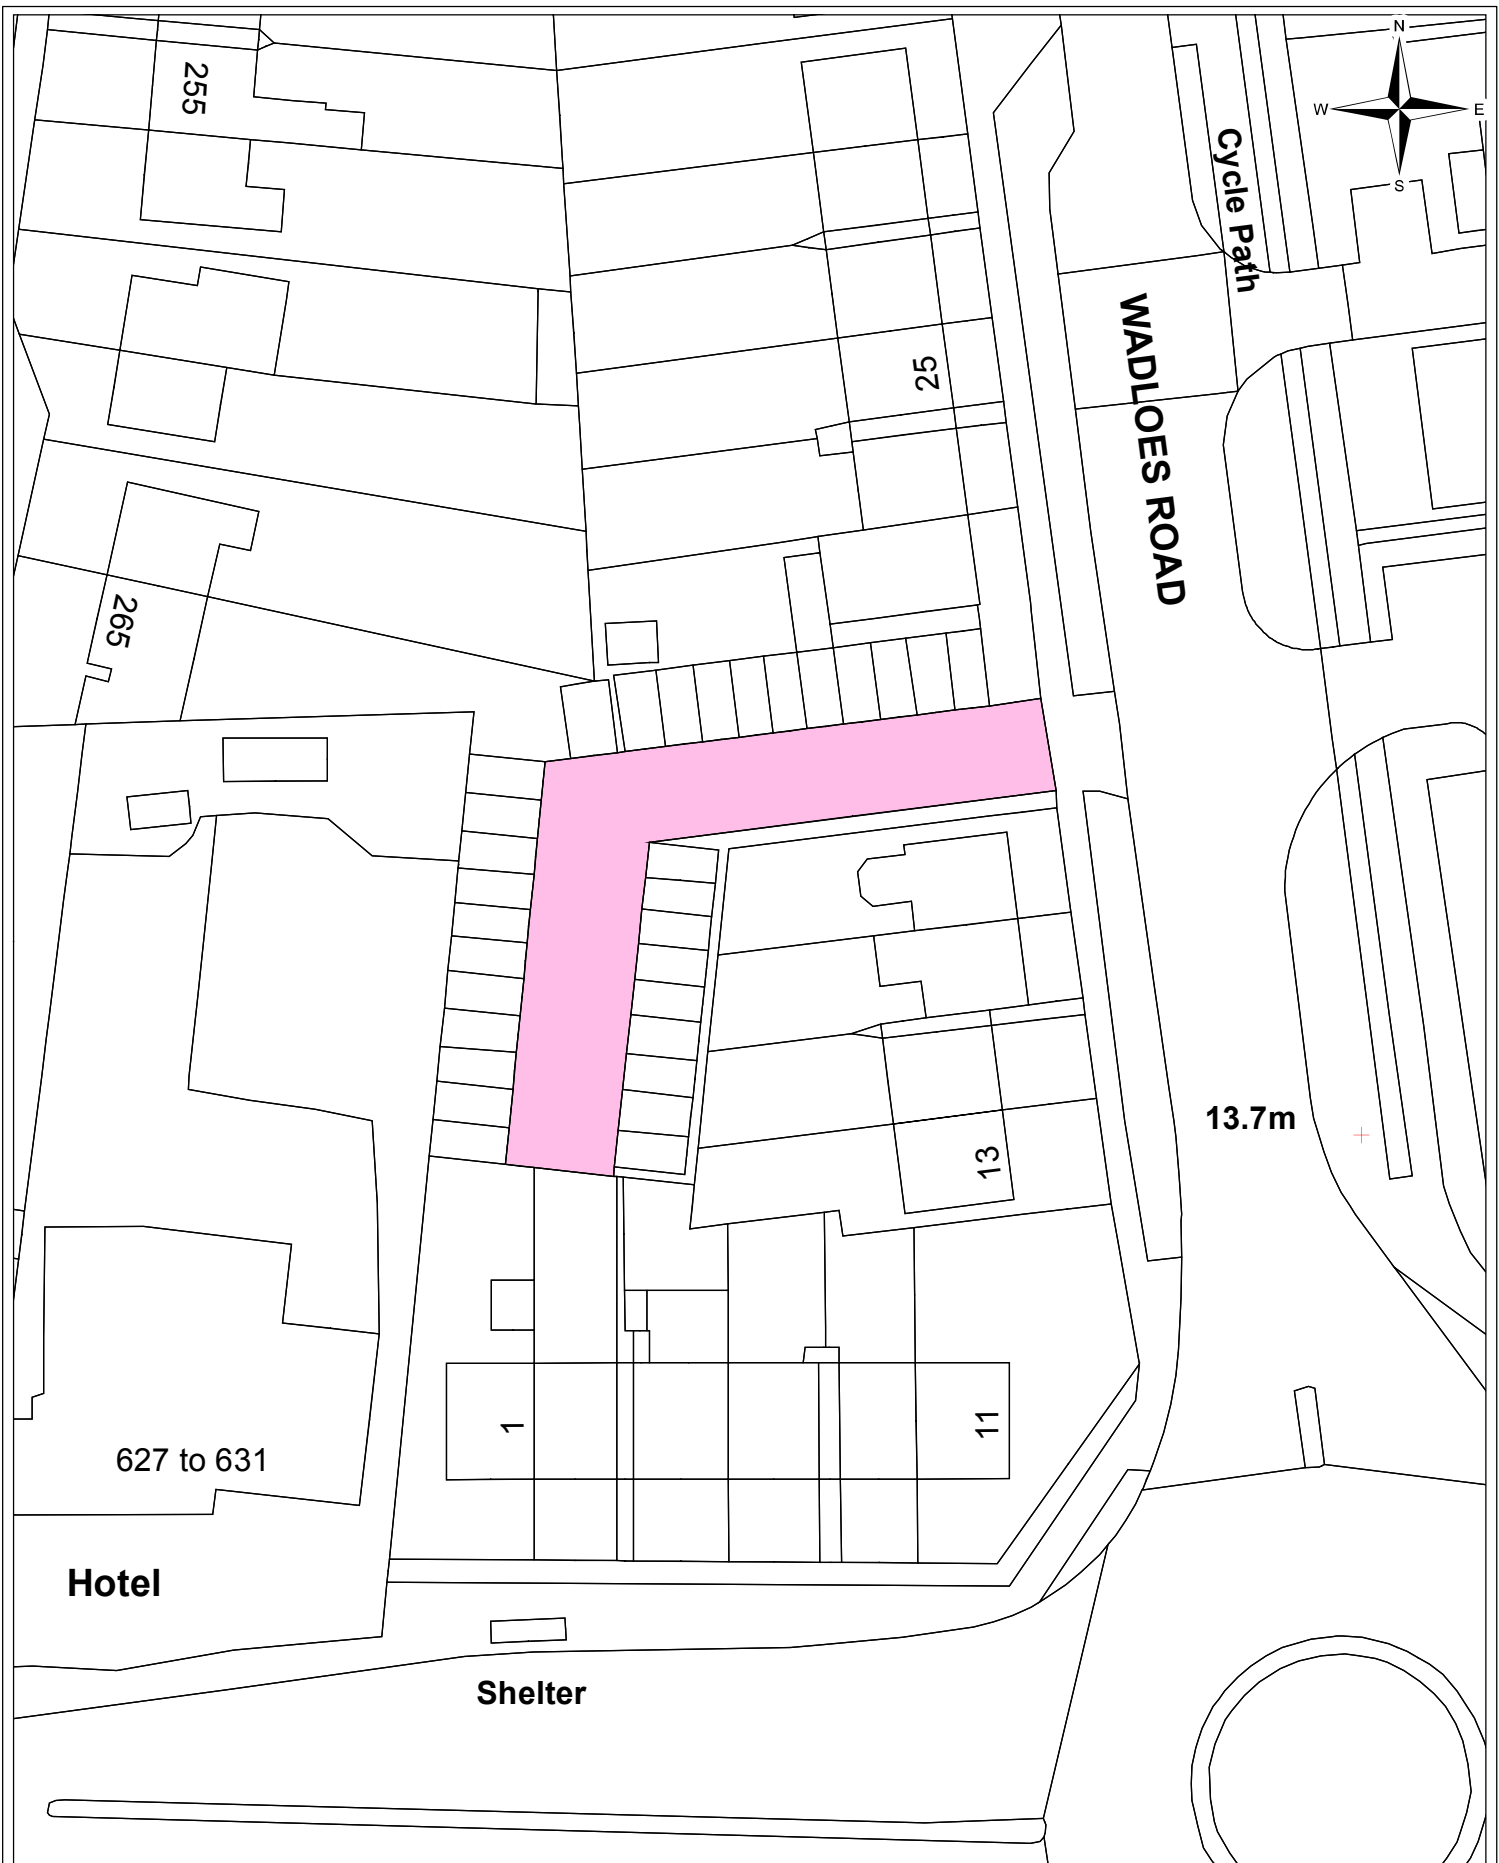 N
W
E
S
255
Cycle Path
25
WADLOES ROAD
265
13.7m
13
1
11
627 to 631
Hotel
Shelter